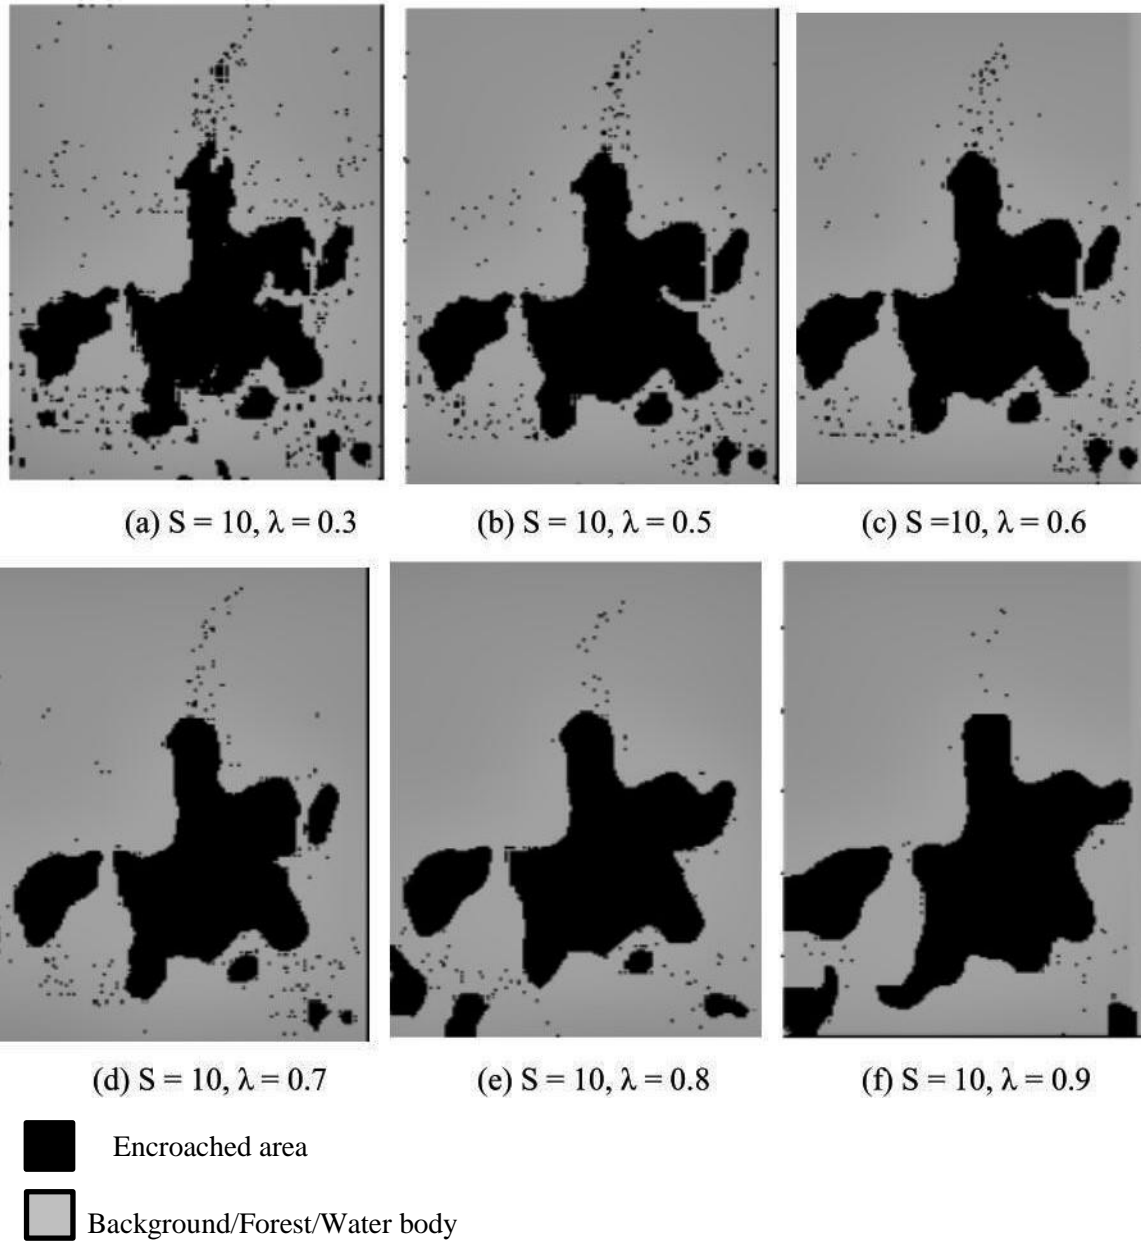 (a) S = 10, λ = 0.3
(b) S = 10, λ = 0.5
(c) S =10, λ = 0.6
(d) S = 10, λ = 0.7
(e) S = 10, λ = 0.8
(f) S = 10, λ = 0.9
Encroached area
Background/Forest/Water body